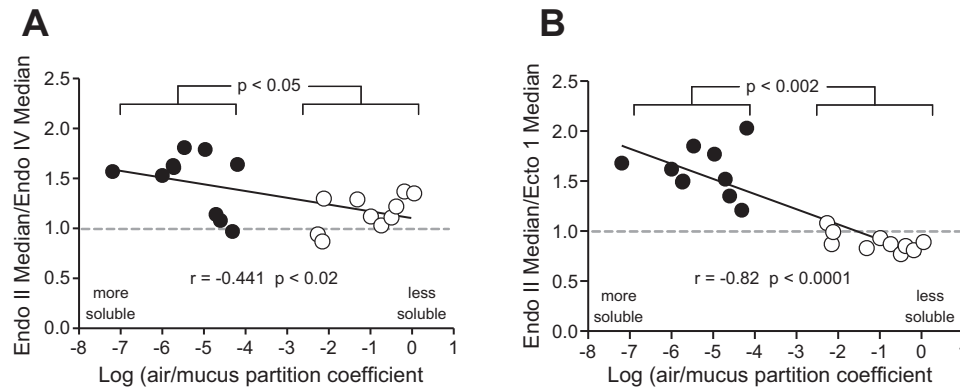 A
Endo II Median/Endo IV Median
2.5
2.0
1.5
1.0
0.5
0.0
p < 0.05
r = -0.441 p < 0.02
more
soluble
less
soluble
-8 -7 -6 -5 -4 -3 -2 -1 0 1
Log (air/mucus partition coefficient
B
Endo II Median/Ecto 1 Median
2.5
2.0
1.5
1.0
0.5
0.0
p < 0.002
r = -0.82 p < 0.0001
more
soluble
less
soluble
-8 -7 -6 -5 -4 -3 -2 -1 0 1
Log (air/mucus partition coefficient